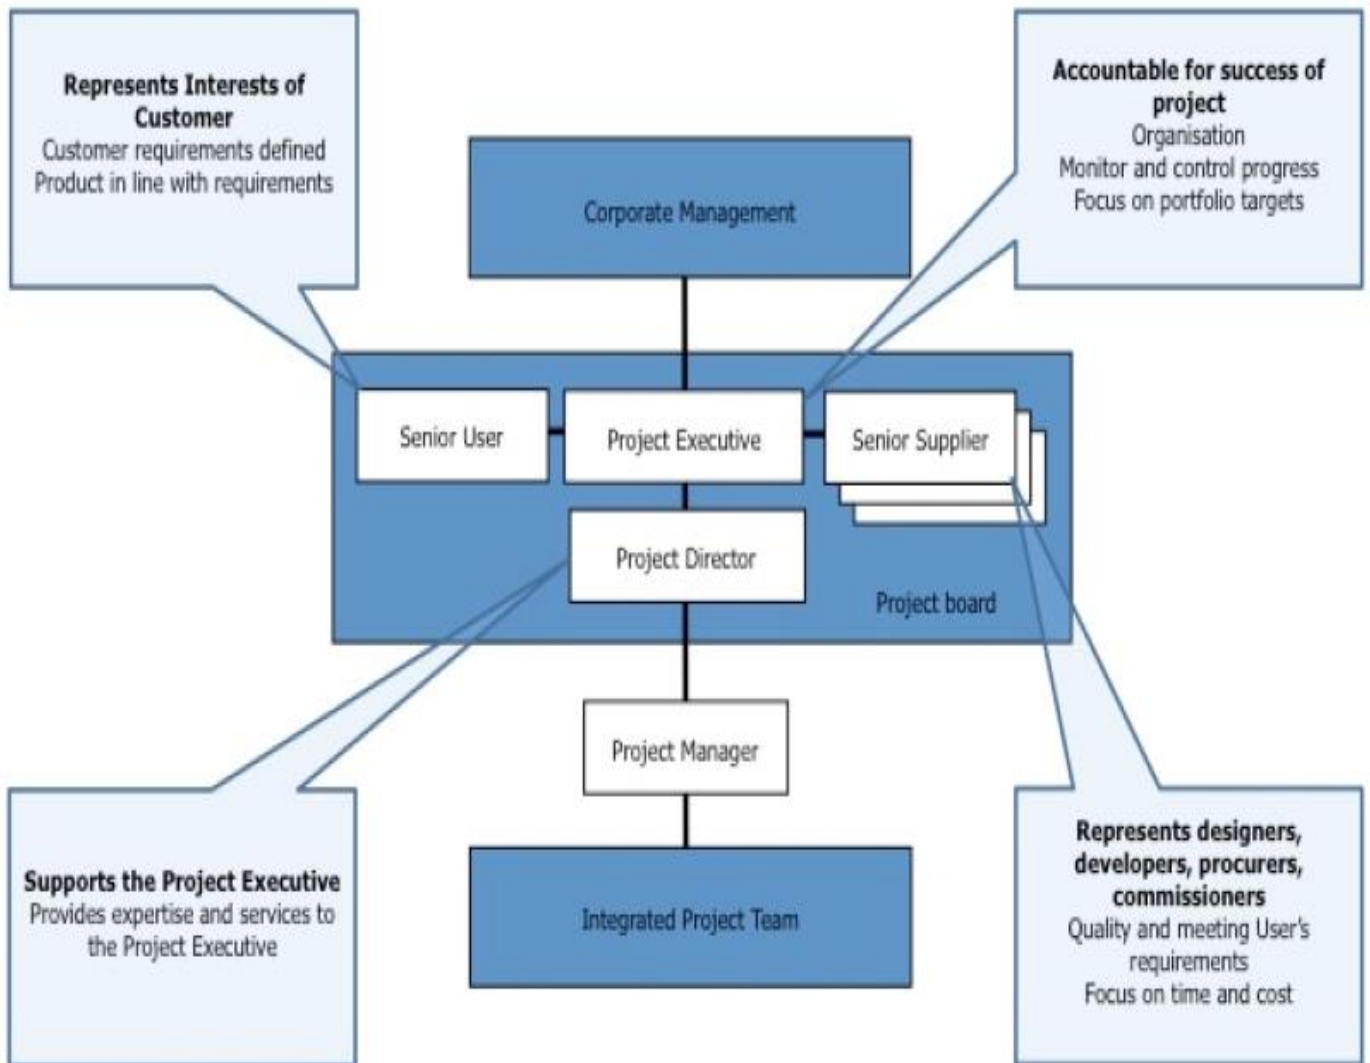 Represents Interests of
Customer
Customer requirements defined
Product in line with requirements
Accountable for success of
project
Organisation
Monitor and control progress
Focus on portfolio targets
Corporate Management
Senior User
Project Executive
Senior Supplier
Project Director
Project board
Project Manager
Supports the Project Executive
Provides expertise and services to
the Project Executive
Integrated Project Team
Represents designers,
developers, procurers,
commissioners
Quality and meeting User's
requirements
Focus on time and cost